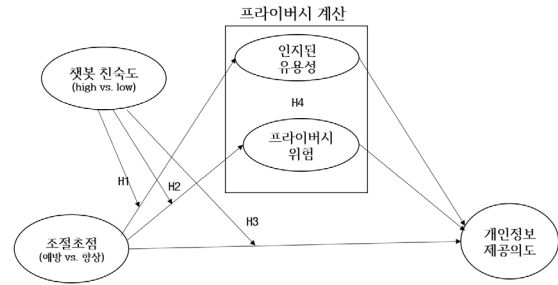 프라이버시 계산
인지된
유용성
챗봇 친숙도
(high vs. low)
H4
프라이버시
위험
H1
H2
H3
조절초점
(예방 vs. 향상)
개인정보
제공의도